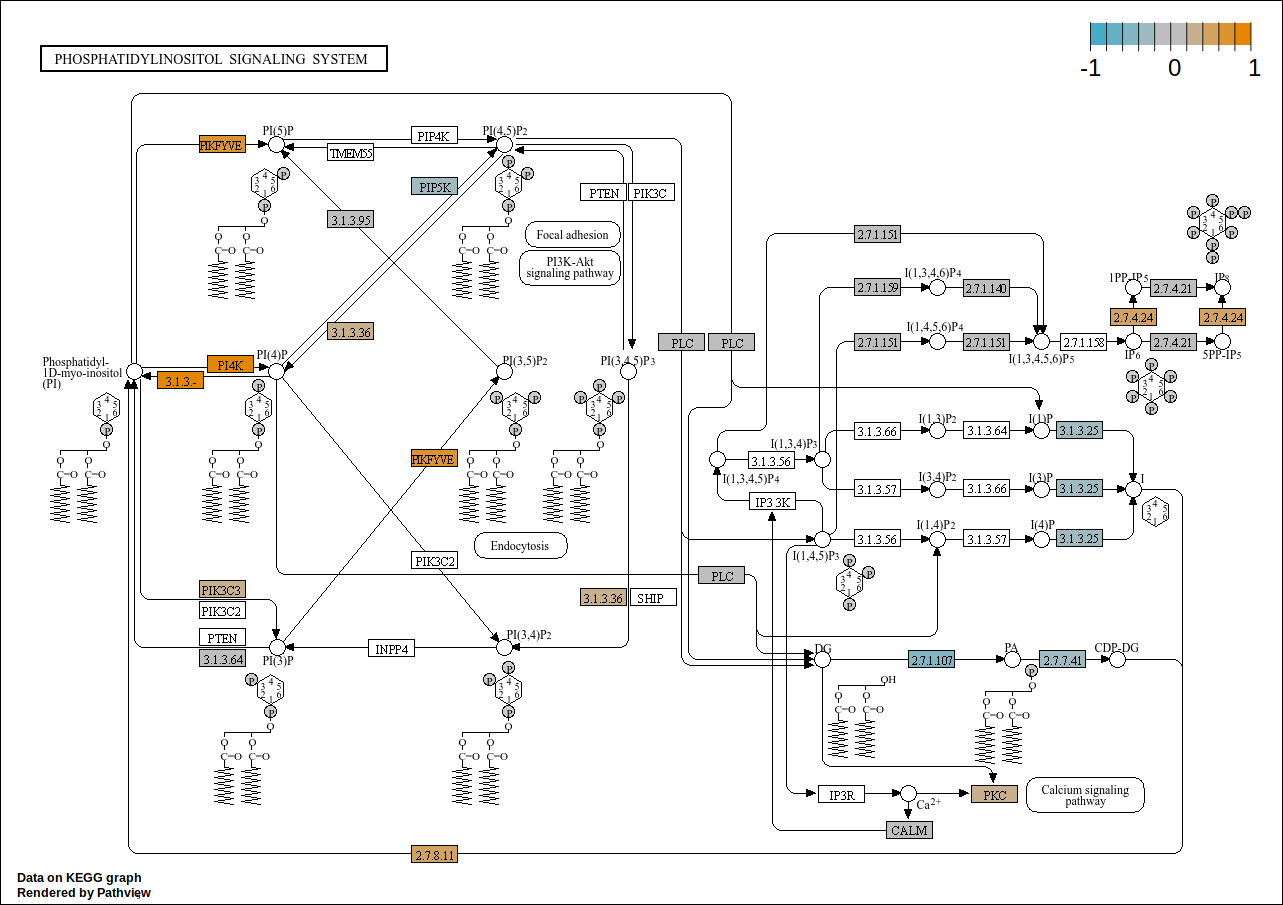 PHOSPHATIDYLINOSITOL SIGNALING SYSTEM
-1 0 1
PI(5)P
PIP4K
PI(4,5)P2
PIKFYVE
TMEM55
PIP5K
PTEN
PIK3C
3.1.3.95
Focal adhesion
PI3K-Akt
signaling pathway
3.1.3.36
Phosphatidyl-
1D-myo-inositol
(PI)
PI4K
PI(4)P
3.1.3.-
PI(3,5)P2
PI(3,4,5)P3
PLC
PLC
PIKFYVE
Endocytosis
PIK3C2
PLC
PIK3C3
PIK3C2
3.1.3.36
SHIP
PTEN
3.1.3.64
PI(3)P
INPP4
PI(3,4)P2
2.7.1.151
I(1,3,4,6)P4
2.7.1.159
2.7.1.140
1PP-IP5
2.7.4.21
IP8
2.7.4.24
2.7.4.24
I(1,4,5,6)P4
2.7.1.151
2.7.1.151
2.7.1.158
2.7.4.21
I(1,3,4,5,6)P5
IP6
5PP-IP5
I(1,3)P2
I(1)P
3.1.3.66
3.1.3.64
3.1.3.25
I(1,3,4)P3
3.1.3.56
I(1,3,4,5)P4
I(3,4)P2
I(3)P
I
3.1.3.57
3.1.3.66
3.1.3.25
IP3 3K
I(1,4)P2
I(4)P
3.1.3.56
3.1.3.57
3.1.3.25
I(1,4,5)P3
DG
2.7.1.107
PA
2.7.7.41
CDP-DG
OH
IP3R
Ca2+
PKC
Calcium signaling
pathway
CALM
2.7.8.11
Data on KEGG graph
Rendered by Pathview